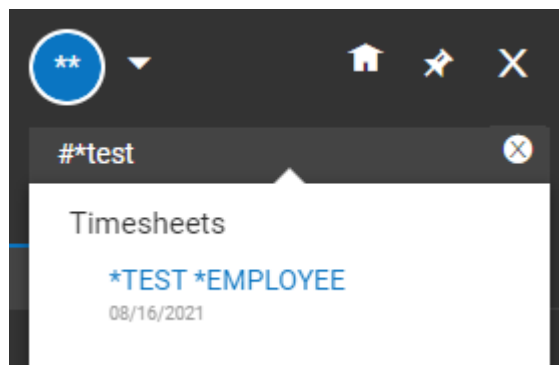 **
#*test
Timesheets
*TEST *EMPLOYEE
08/16/2021